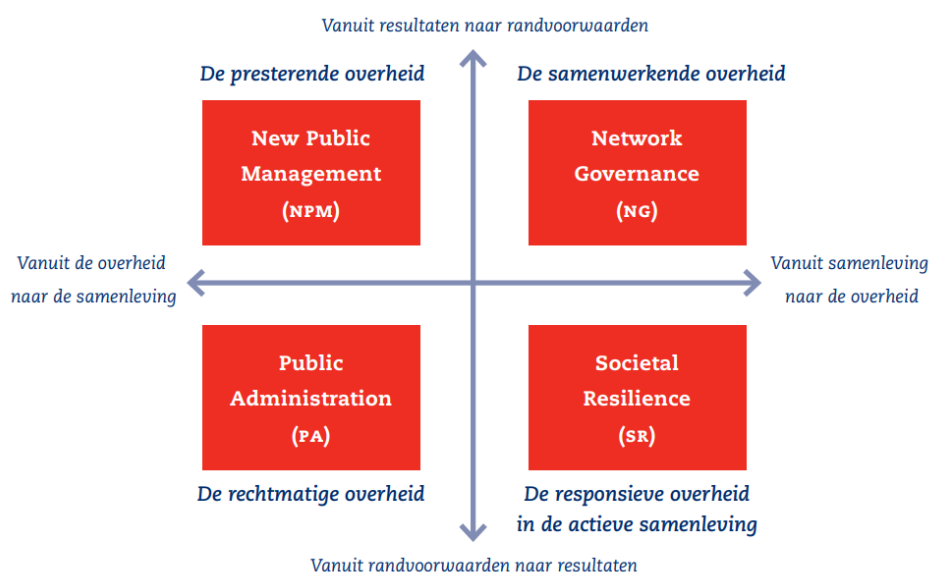 Vanuit resultaten naar randvoorwaarden
De presterende overheid
De samenwerkende overheid
New Public
Management
(NPM)
Network
Governance
(NG)
Vanuit de overheid
naar de samenleving
Vanuit samenleving
naar de overheid
Public
Administration
(PA)
Societal
Resilience
(SR)
De rechtmatige overheid
De responsieve overheid
in de actieve samenleving
Vanuit randvoorwaarden naar resultaten